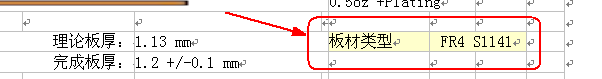 0.5oz +Plating
理论板厚： 1.13 mm 板材类型 FR4 S1141
完成板厚： 1.2 +/-0.1 mm